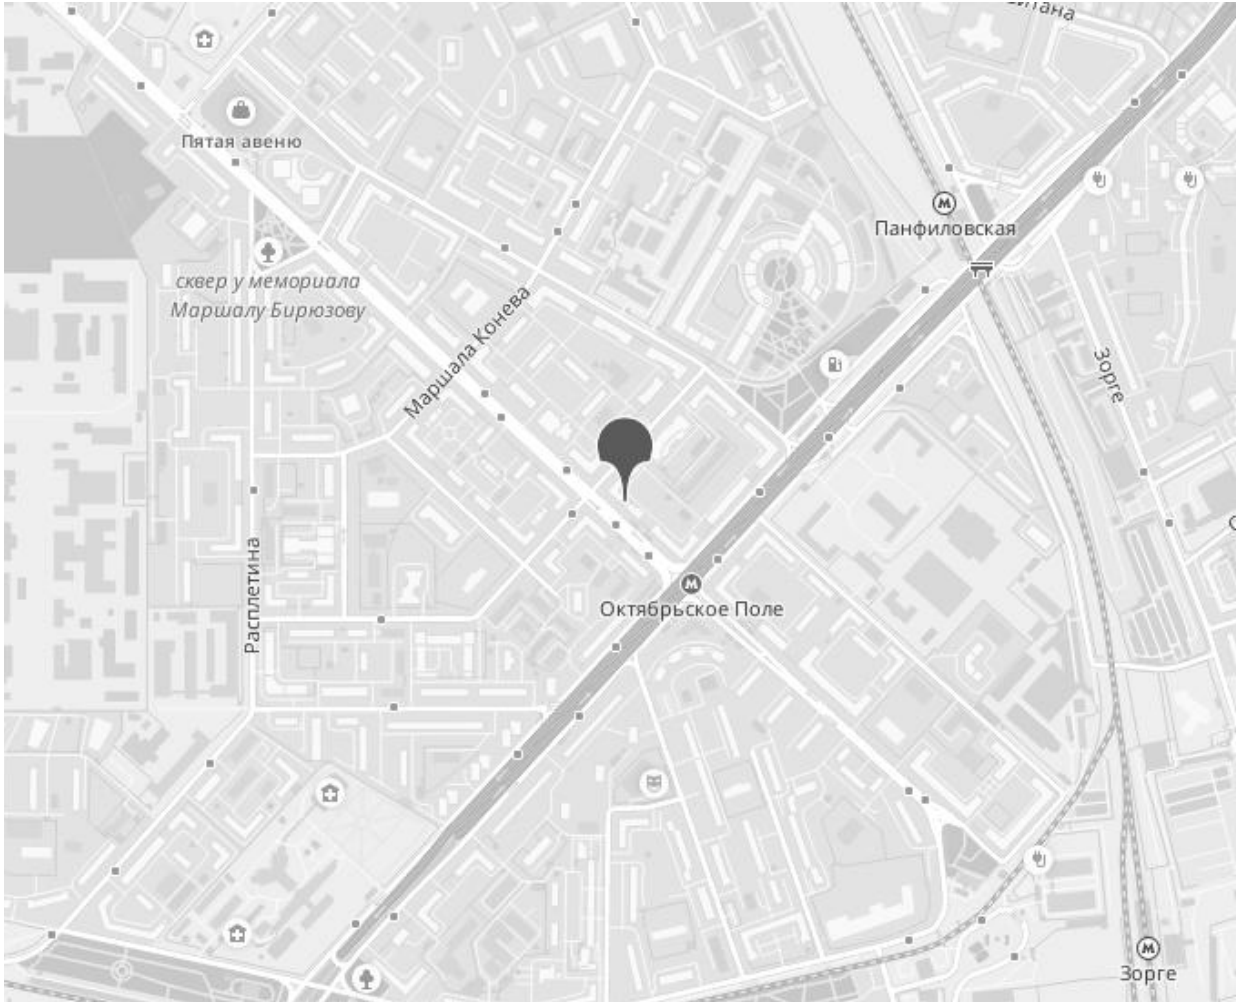 Пятая авеню
Панфиловская
сквер у мемориала
Маршалу Бирюзову
Маршала Конева
Зорге
Расплетина
Октябрьское Поле
Зорге